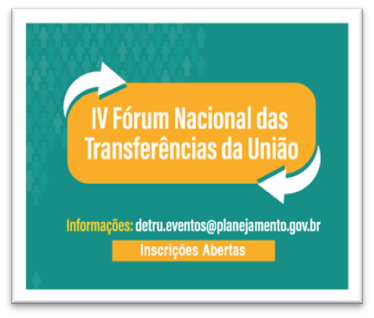 IV Fórum Nacional das
Transferências da União
Informações: detru.eventos@planejamento.gov.br
Inscrições Abertas